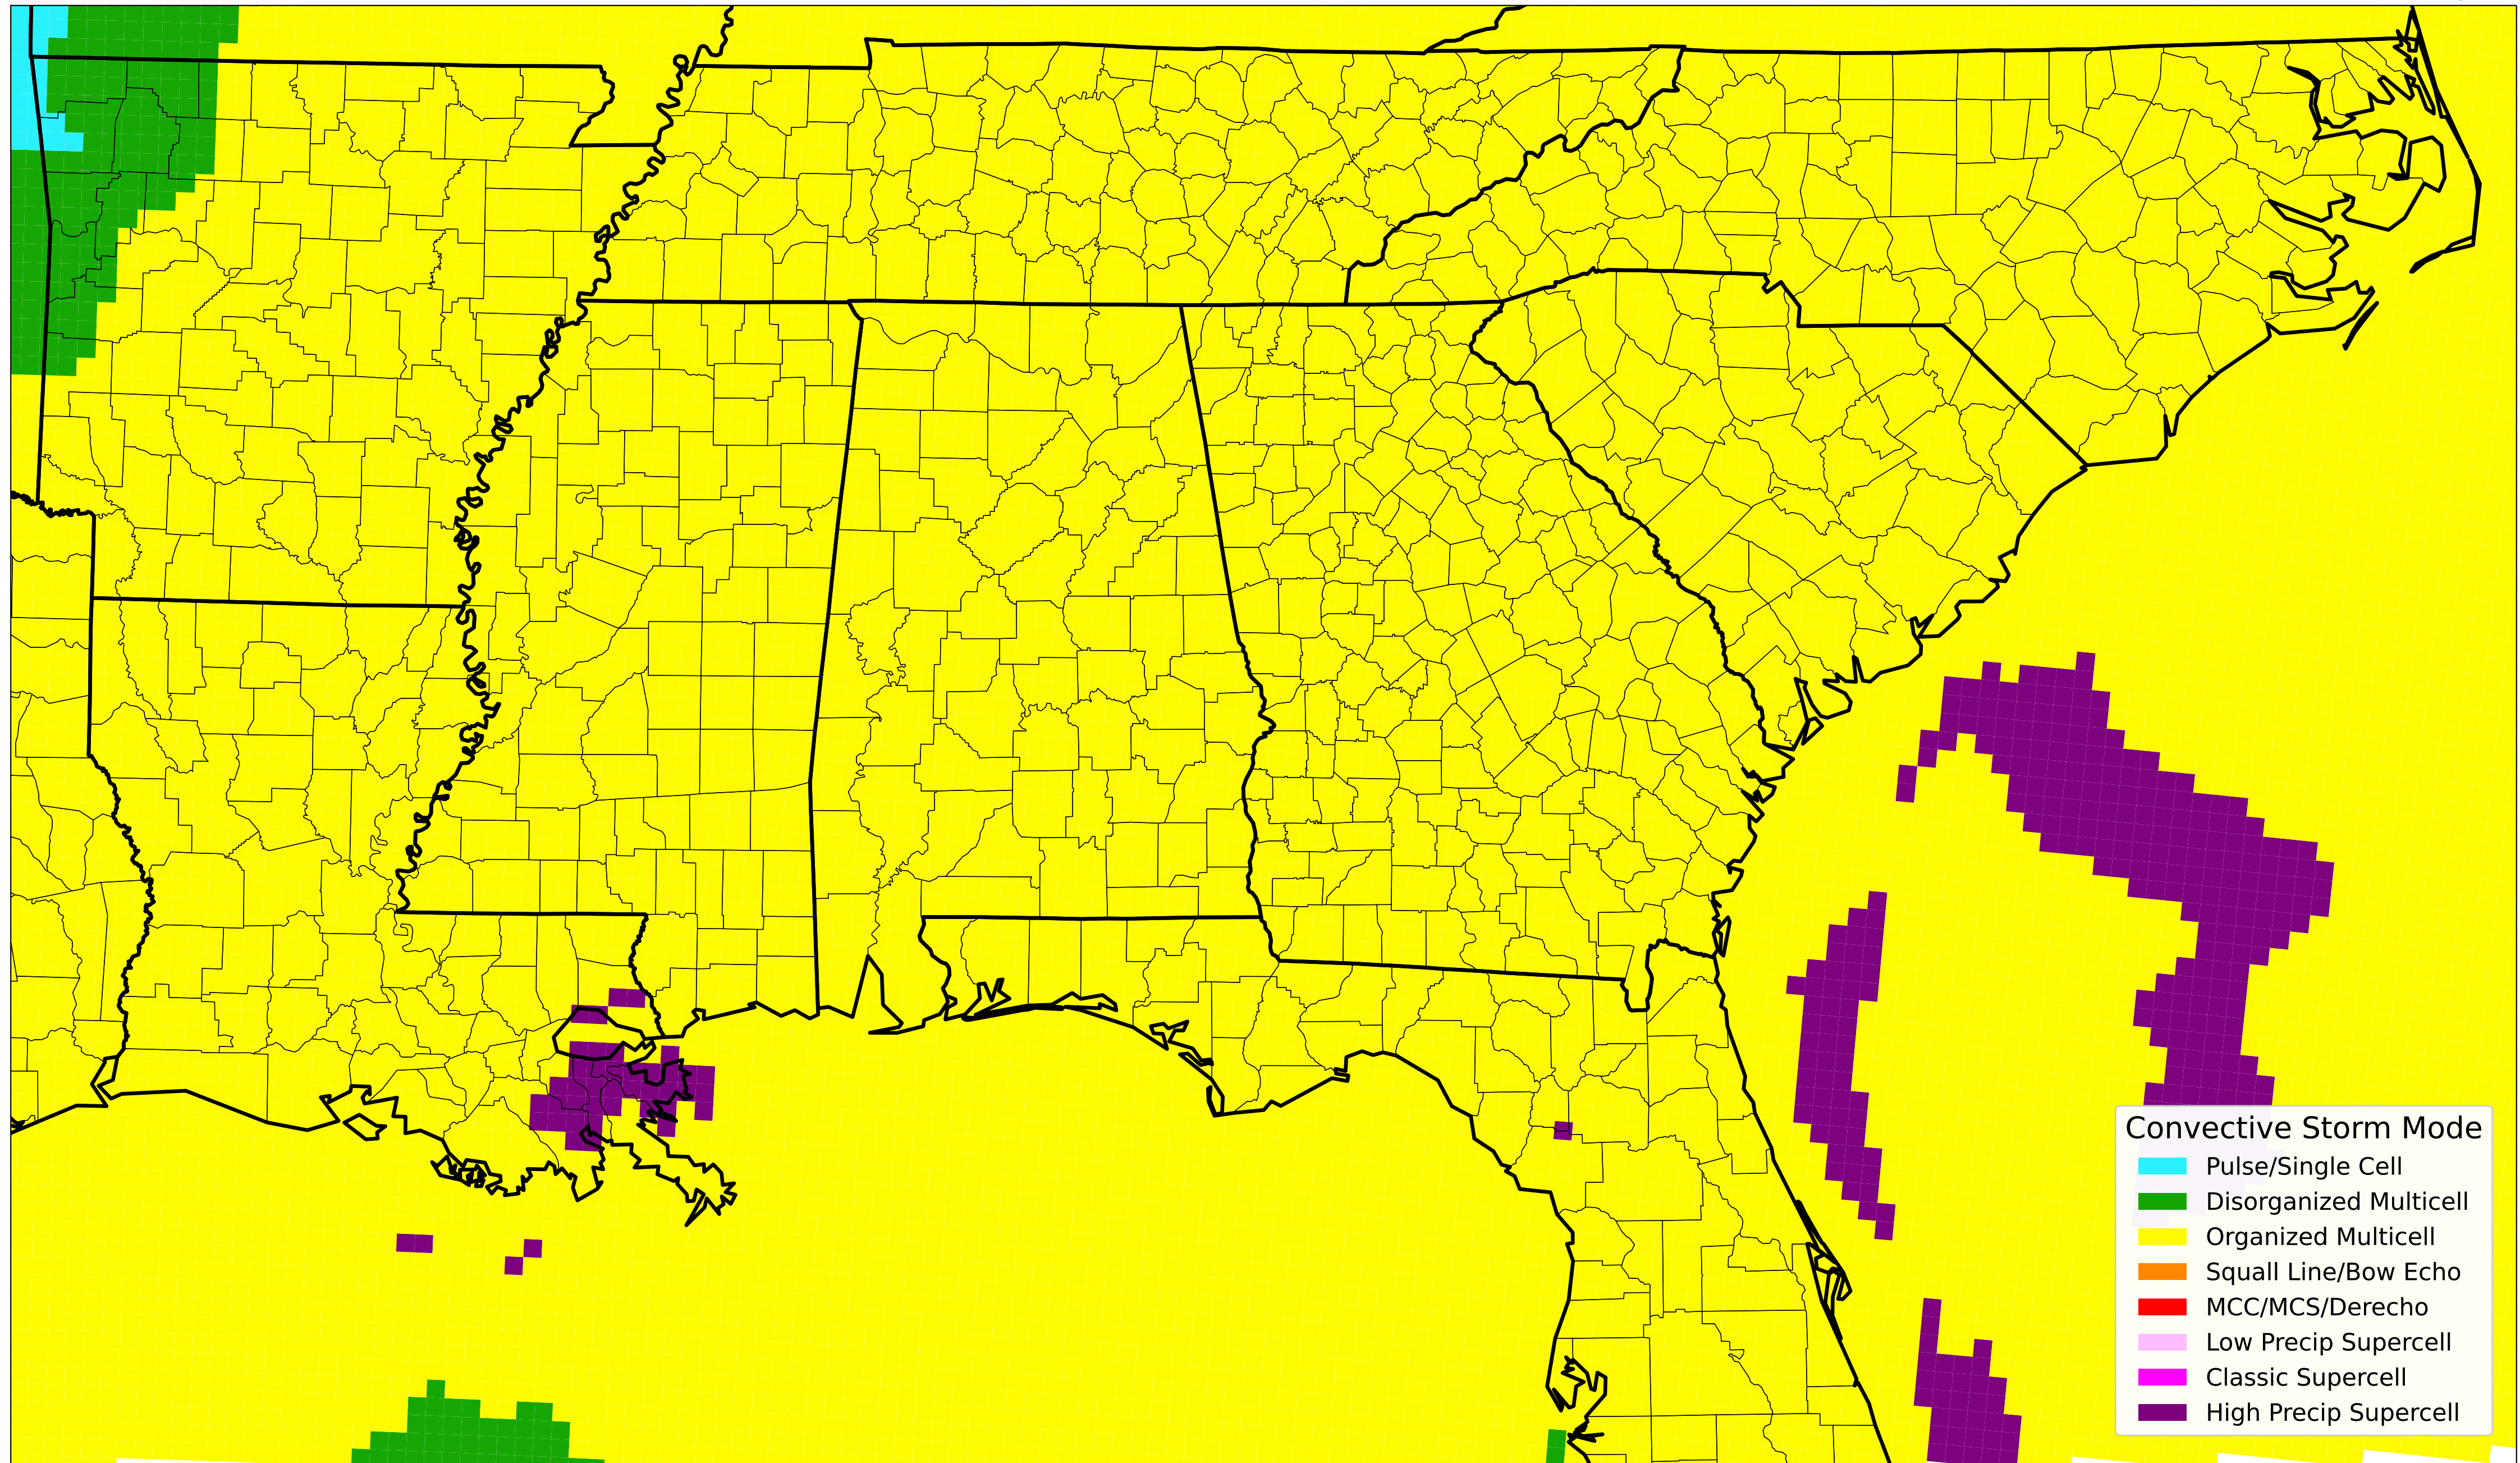 Convective Storm Mode
Pulse/Single Cell
Disorganized Multicell
Organized Multicell
Squall Line/Bow Echo
MCC/MCS/Derecho
Low Precip Supercell
Classic Supercell
High Precip Supercell